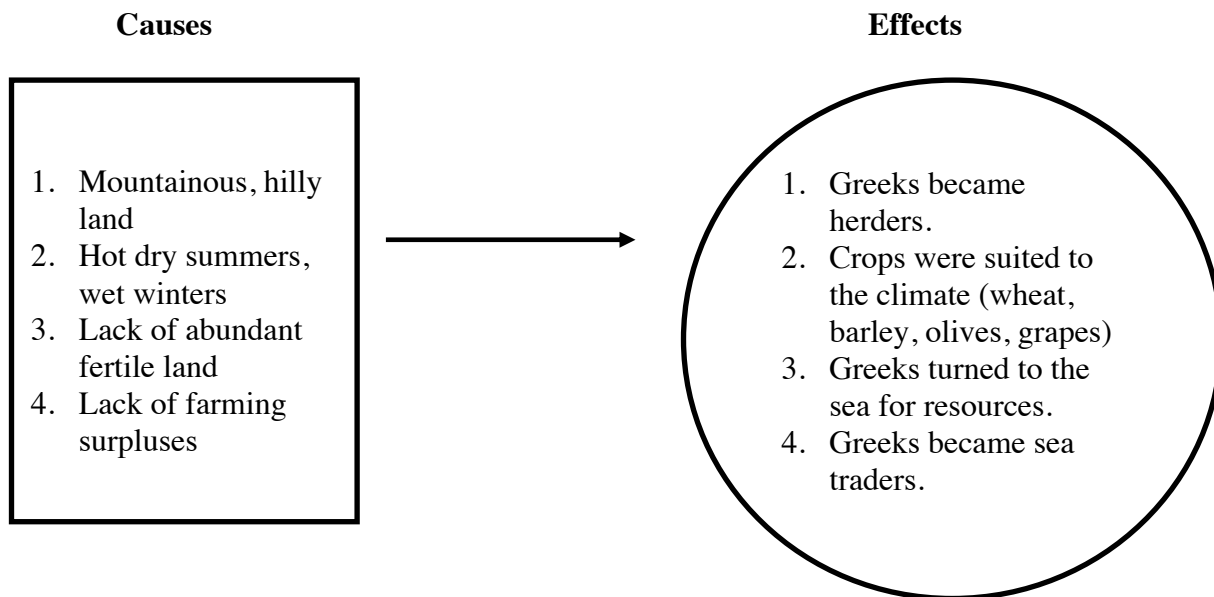 Causes
Effects
1. Mountainous, hilly
land
2. Hot dry summers,
wet winters
3. Lack of abundant
fertile land
4. Lack of farming
surpluses
1. Greeks became
herders.
2. Crops were suited to
the climate (wheat,
barley, olives, grapes)
3. Greeks turned to the
sea for resources.
4. Greeks became sea
traders.